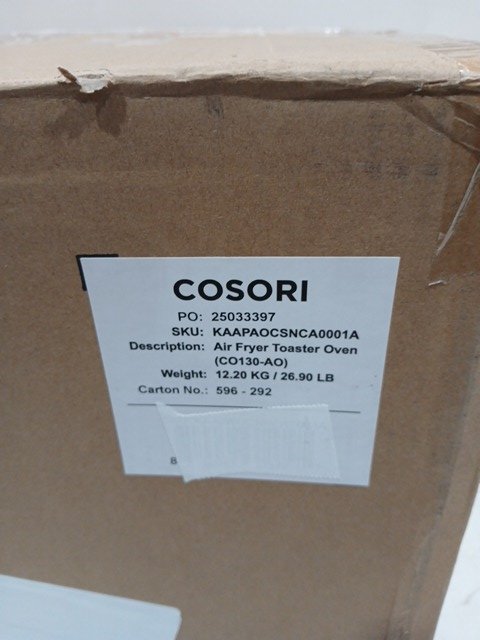 COSORI
PO: 25033397
SKU: KAAPAOCSNCA0001A
Description: Air Fryer Toaster Oven
(CO130-AO)
Weight: 12.20 KG / 26.90 LB
Carton No.: 596 - 292
8